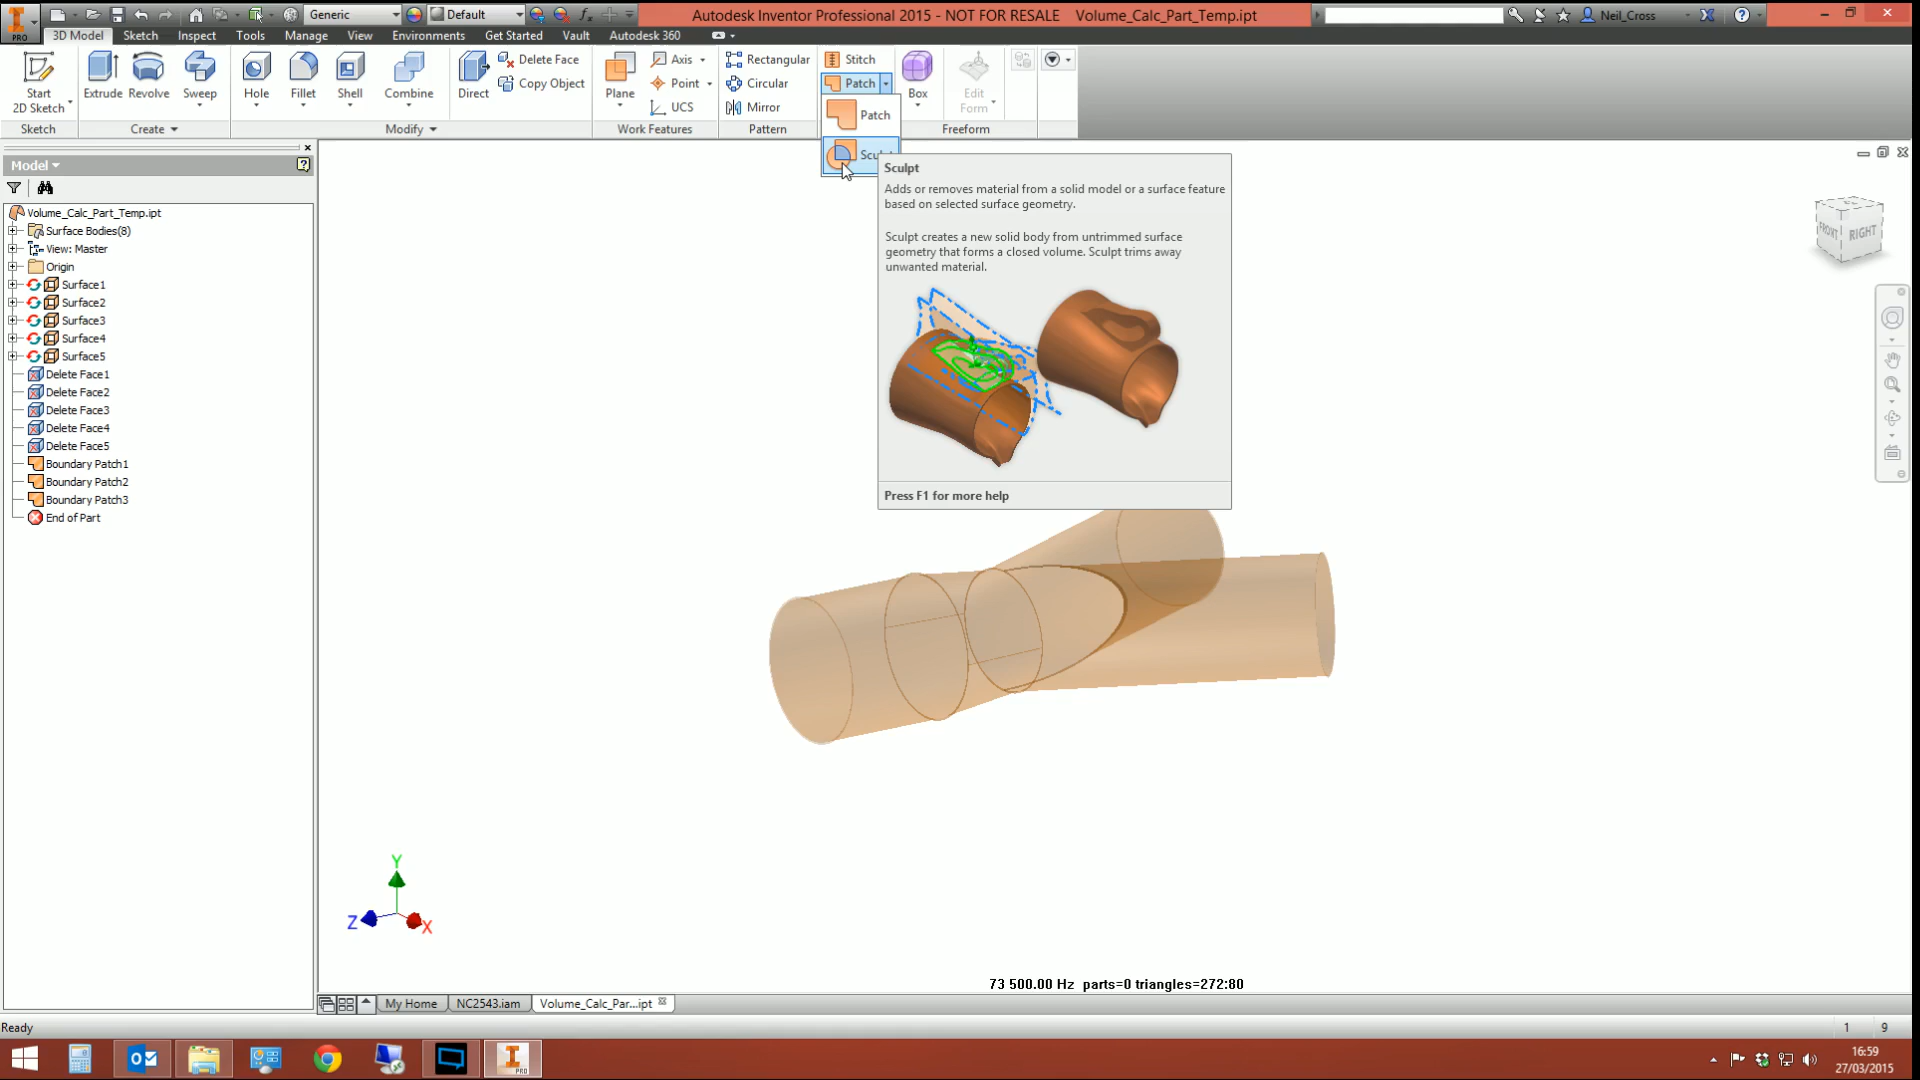 Generic
Default
Autodesk Inventor Professional 2015 - NOT FOR RESALE Volume_Calc_Part_Temp.ipt
Neil_Cross
PRO
3D Model Sketch Inspect Tools Manage View Environments Get Started Vault Autodesk 360
Start
2D Sketch
Extrude Revolve Sweep
Hole Fillet Shell Combine
Direct
Delete Face
Copy Object
Plane
Axis
Point
UCS
Rectangular
Circular
Mirror
Stitch
Patch
Box
Edit
Form
Sketch Create Modify Work Features Pattern Freeform
Patch
Sculpt
Adds or removes material from a solid model or a surface feature
based on selected surface geometry.
Sculpt creates a new solid body from untrimmed surface
geometry that forms a closed volume. Sculpt trims away
unwanted material.
Press F1 for more help
Model
Volume_Calc_Part_Temp.ipt
Surface Bodies(8)
View: Master
Origin
Surface1
Surface2
Surface3
Surface4
Surface5
Delete Face1
Delete Face2
Delete Face3
Delete Face4
Delete Face5
Boundary Patch1
Boundary Patch2
Boundary Patch3
End of Part
FRONT RIGHT
Y
Z
X
73 500.00 Hz parts=0 triangles=272:80
My Home NC2543.iam Volume_Calc_Par...ipt
Ready
1 9
PRO
16:59
27/03/2015